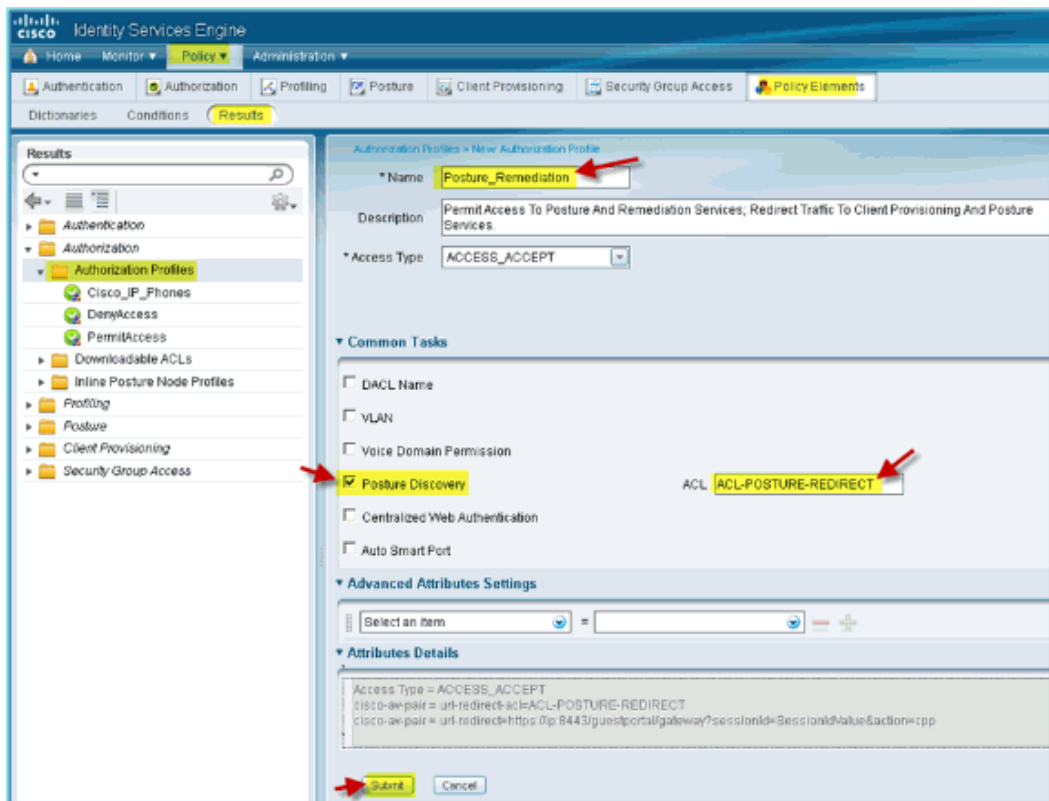 cisco Identity Services Engine
Home Monitor Policy Administration
Authentication Authorization Profiling Posture Client Provisioning Security Group Access Policy Elements
Dictionaries Conditions Results
Results
Authentication
Authorization
Authorization Profiles
Cisco_IP_Phones
DenyAccess
PermitAccess
Downloadable ACLs
Inline Posture Node Profiles
Profiling
Posture
Client Provisioning
Security Group Access
Authorization Profiles > New Authorization Profile
* Name Posture_Remediation
Description Permit Access To Posture And Remediation Services; Redirect Traffic To Client Provisioning And Posture
Services.
* Access Type ACCESS_ACCEPT
Common Tasks
DACL Name
VLAN
Voice Domain Permission
Posture Discovery ACL ACL-POSTURE-REDIRECT
Centralized Web Authentication
Auto Smart Port
Advanced Attributes Settings
Select an item =
Attributes Details
Access Type = ACCESS_ACCEPT
cisco-av-pair = url-redirect-acl=ACL-POSTURE-REDIRECT
cisco-av-pair = url-redirect=https://ip:8443/guestportal/gateway?sessionId=SessionIdValue&action=cpp
Submit Cancel